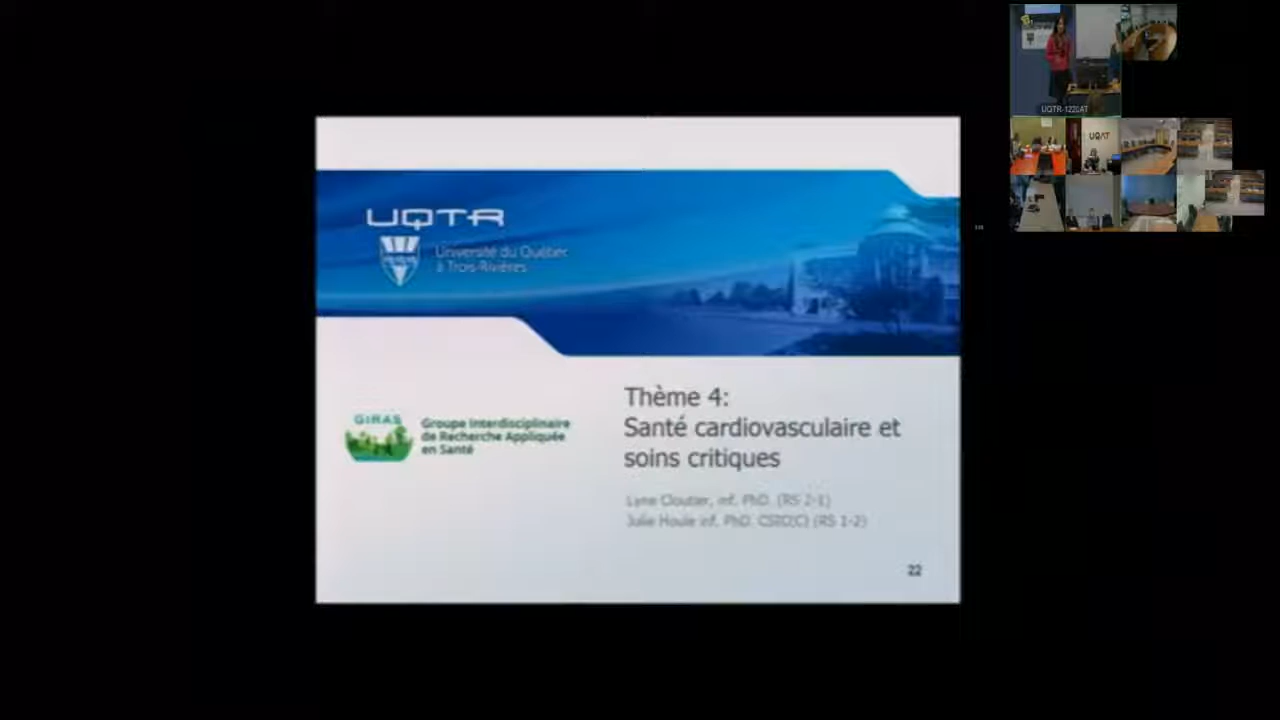 UQTR
Université du Québec
à Trois-Rivières
GIRAS
Groupe Interdisciplinaire
de Recherche Appliquée
en Santé
Thème 4:
Santé cardiovasculaire et
soins critiques
Lyne Cloutier, inf. PhD. (RS 2-1)
Julie Houle inf. PhD. CSIC(C) (RS 1-2)
22
UQTR-1220AT
UQAT